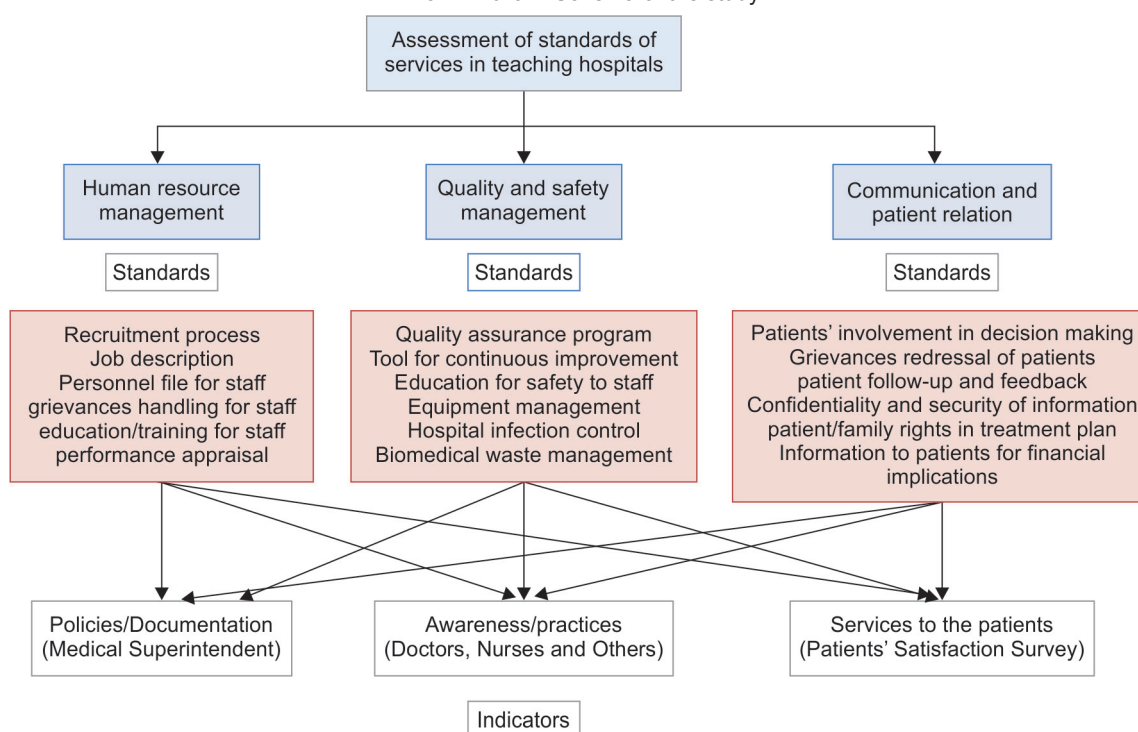 Assessment of standards of
services in teaching hospitals
Human resource
management
Quality and safety
management
Communication and
patient relation
Standards
Standards
Standards
Recruitment process
Job description
Personnel file for staff
grievances handling for staff
education/training for staff
performance appraisal
Quality assurance program
Tool for continuous improvement
Education for safety to staff
Equipment management
Hospital infection control
Biomedical waste management
Patients' involvement in decision making
Grievances redressal of patients
patient follow-up and feedback
Confidentiality and security of information
patient/family rights in treatment plan
Information to patients for financial
implications
Policies/Documentation
(Medical Superintendent)
Awareness/practices
(Doctors, Nurses and Others)
Services to the patients
(Patients' Satisfaction Survey)
Indicators